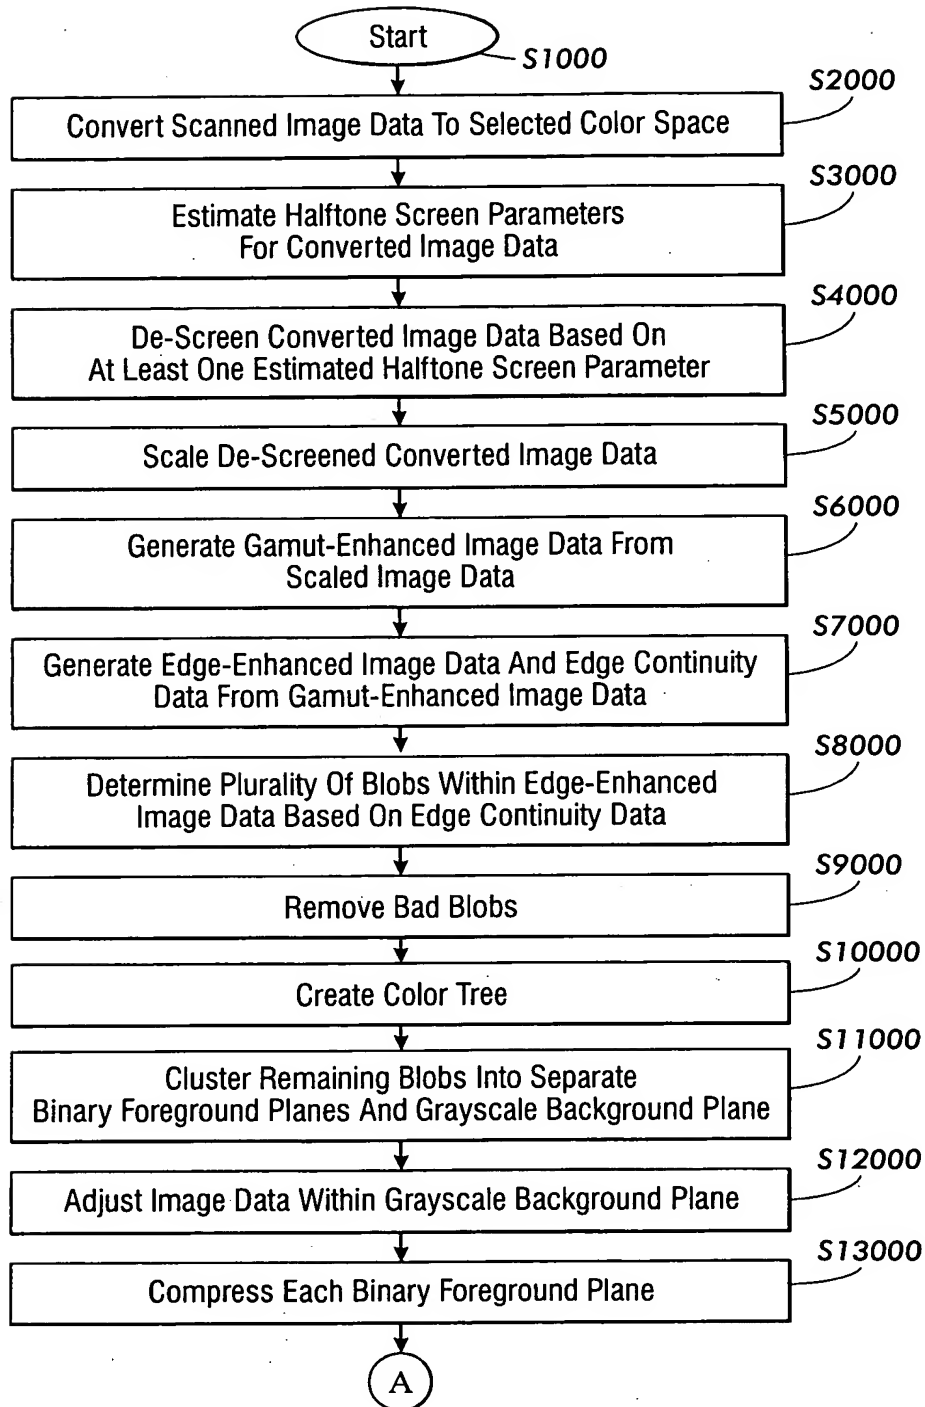 Start
S1000
S2000
Convert Scanned Image Data To Selected Color Space
S3000
Estimate Halftone Screen Parameters
For Converted Image Data
S4000
De-Screen Converted Image Data Based On
At Least One Estimated Halftone Screen Parameter
S5000
Scale De-Screened Converted Image Data
S6000
Generate Gamut-Enhanced Image Data From
Scaled Image Data
S7000
Generate Edge-Enhanced Image Data And Edge Continuity
Data From Gamut-Enhanced Image Data
S8000
Determine Plurality Of Blobs Within Edge-Enhanced
Image Data Based On Edge Continuity Data
S9000
Remove Bad Blobs
S10000
Create Color Tree
S11000
Cluster Remaining Blobs Into Separate
Binary Foreground Planes And Grayscale Background Plane
S12000
Adjust Image Data Within Grayscale Background Plane
S13000
Compress Each Binary Foreground Plane
A